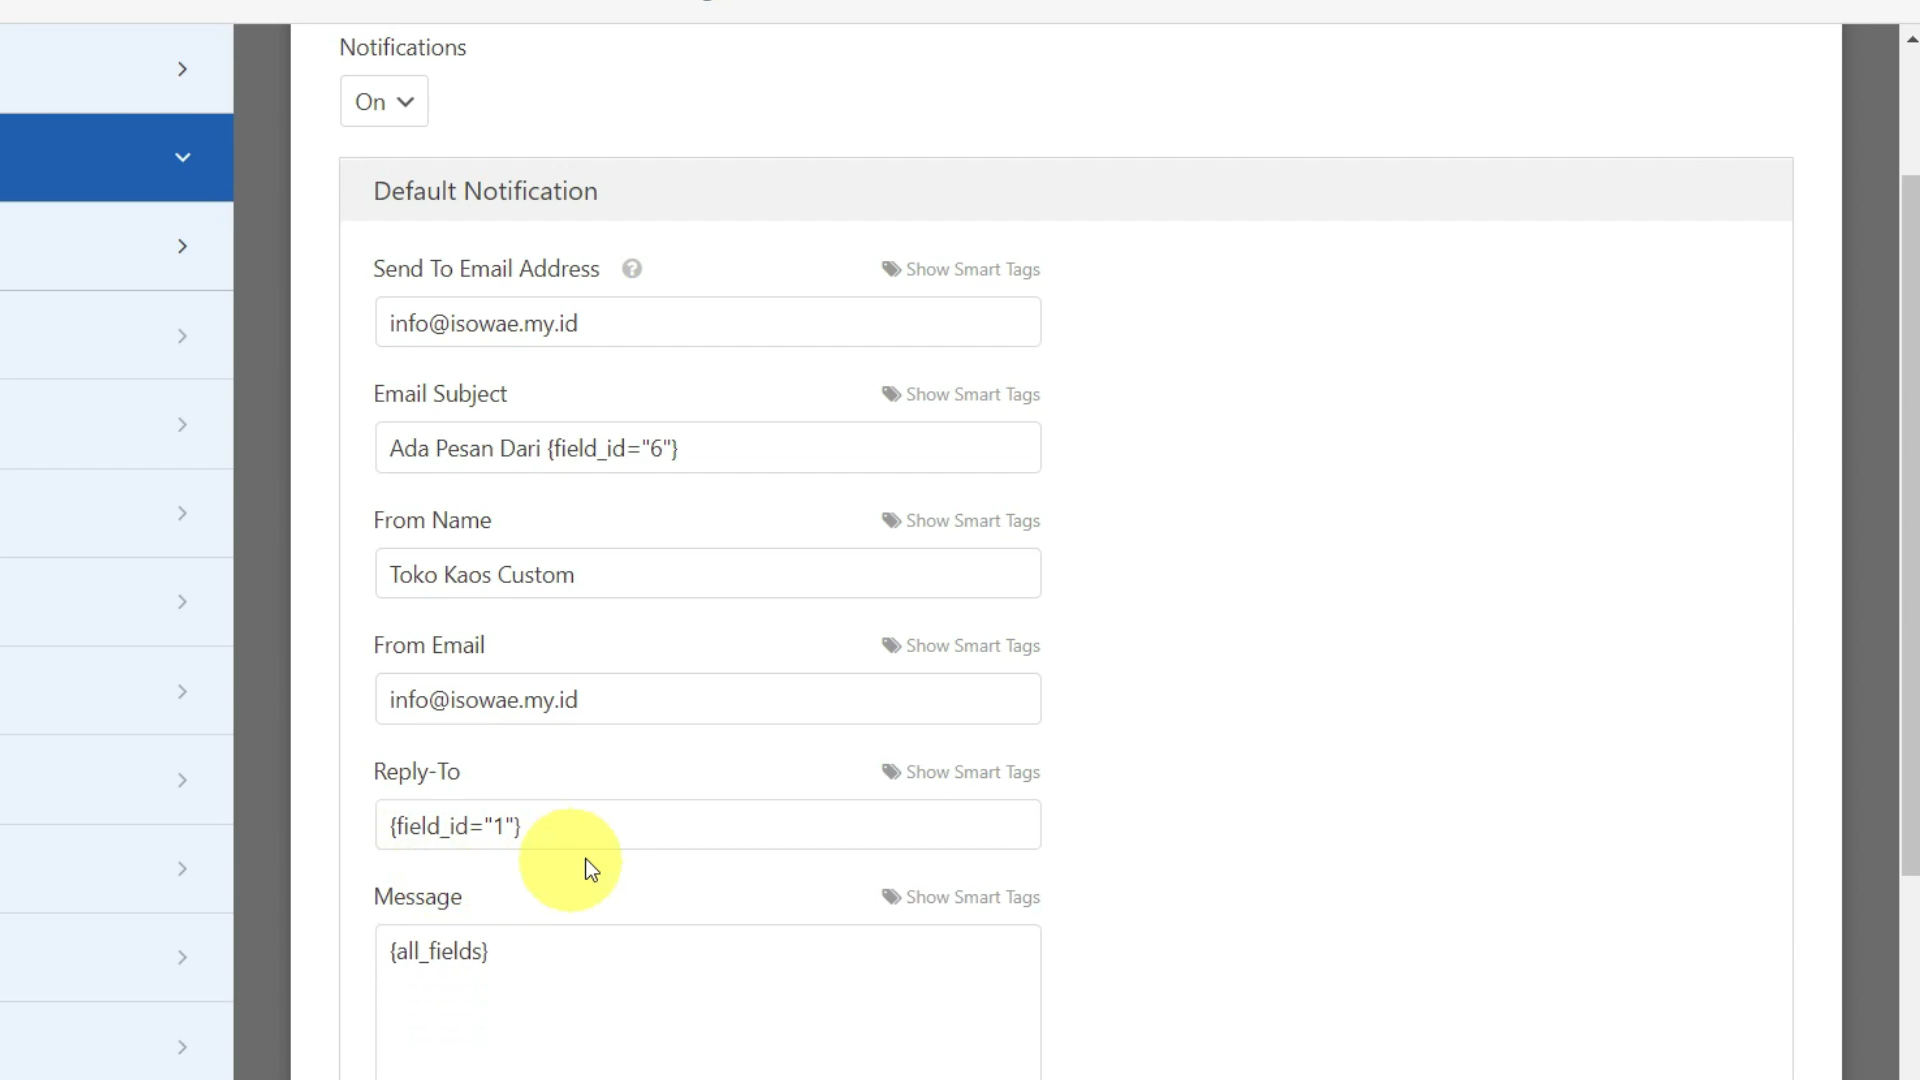 Notifications
On
Default Notification
Send To Email Address
Show Smart Tags
info@isowae.my.id
Email Subject
Show Smart Tags
Ada Pesan Dari {field_id="6"}
From Name
Show Smart Tags
Toko Kaos Custom
From Email
Show Smart Tags
info@isowae.my.id
Reply-To
Show Smart Tags
{field_id="1"}
Message
Show Smart Tags
{all_fields}